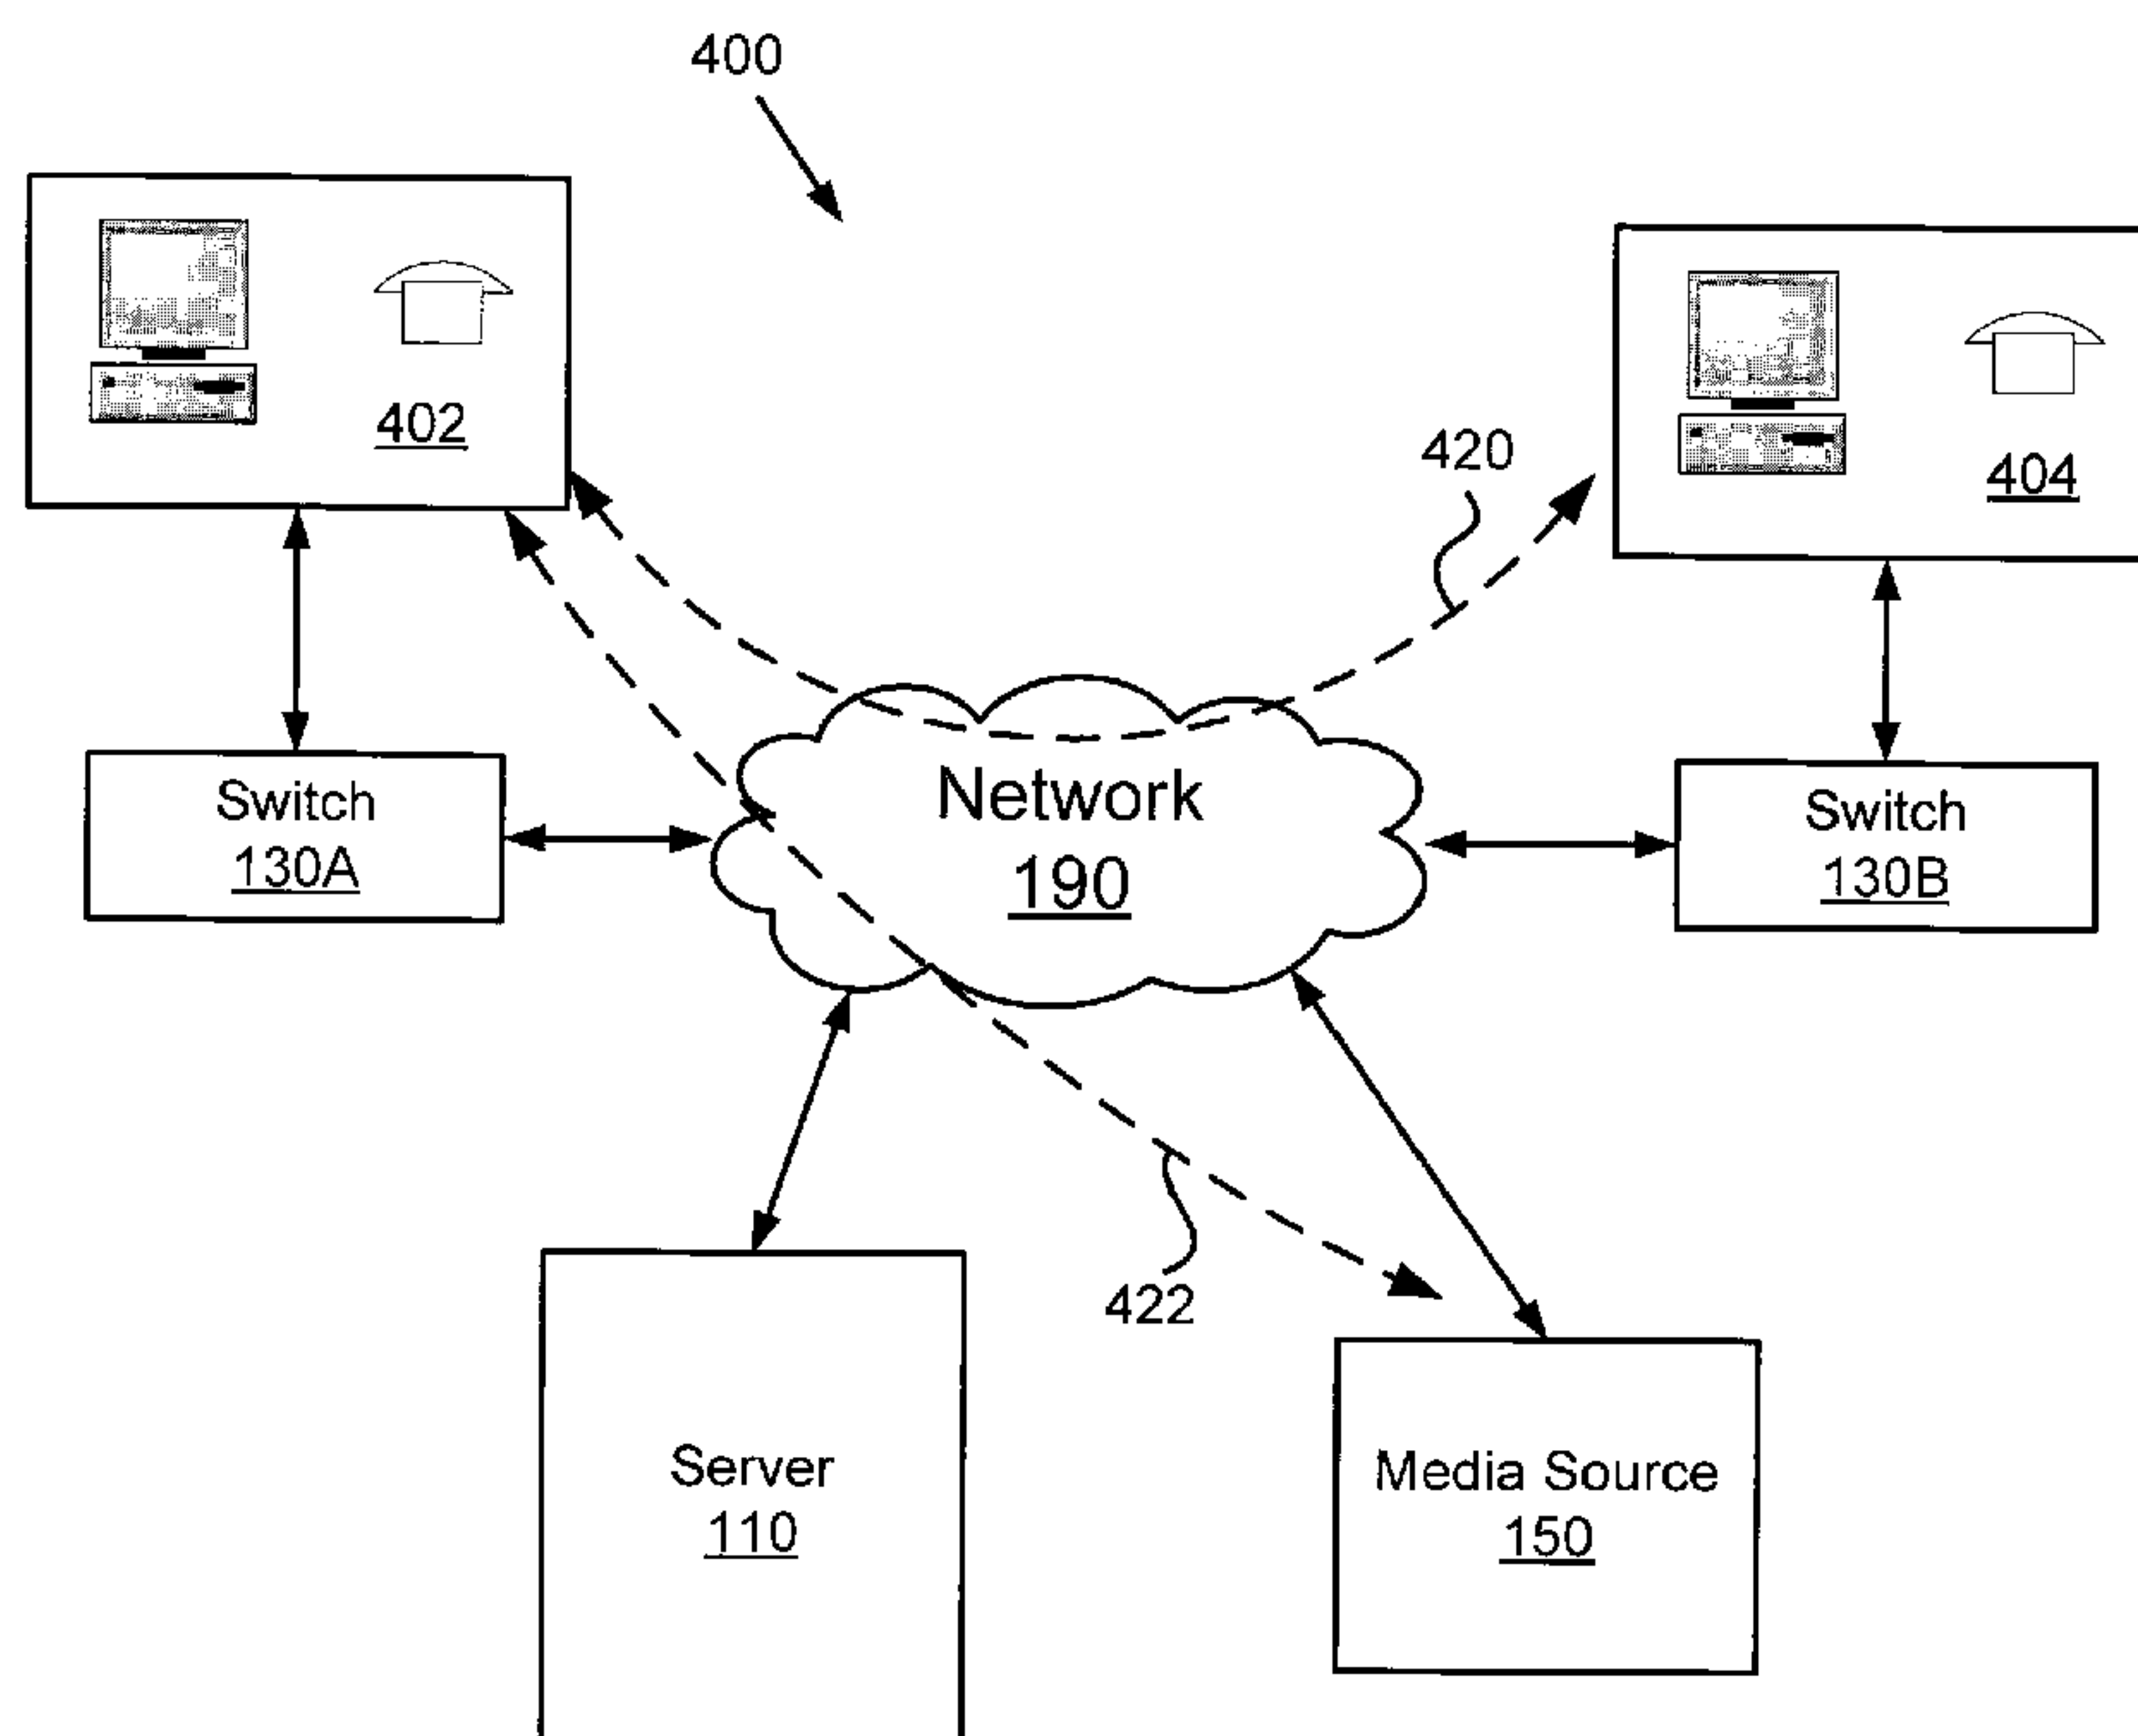 400
402
404
420
Switch
130A
Network
190
Switch
130B
422
Server
110
Media Source
150